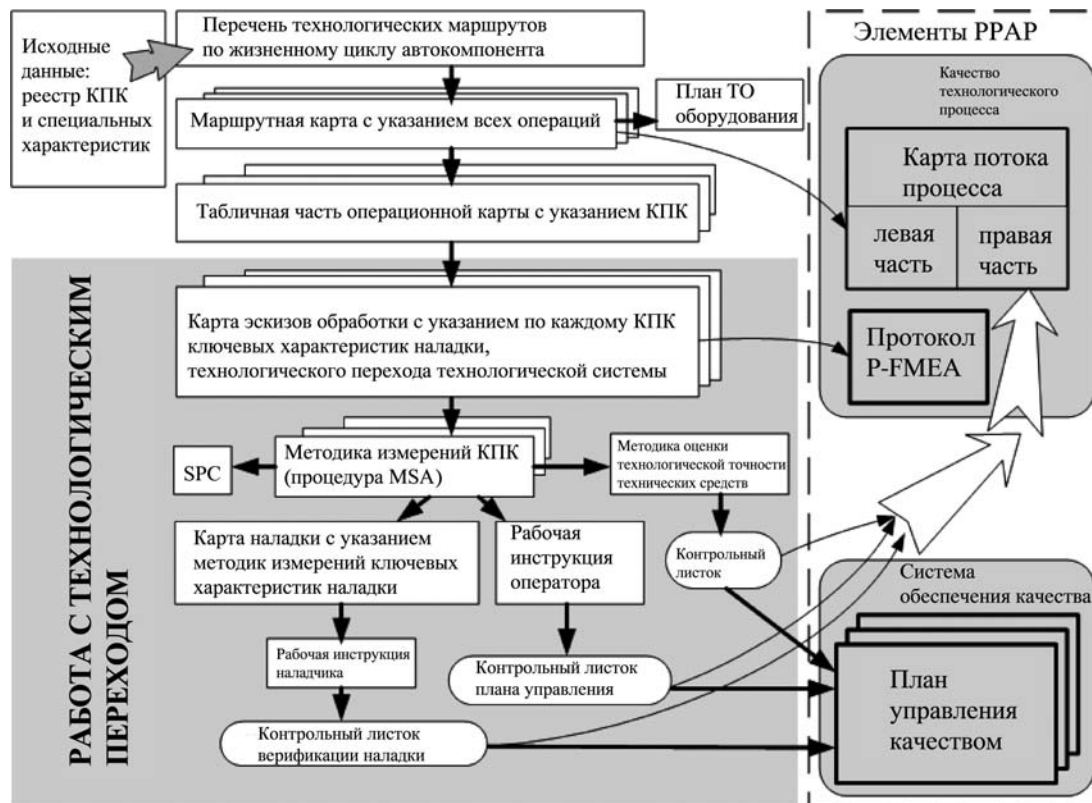 Исходные
данные:
реестр КПК
и специальных
характеристик
Перечень технологических маршрутов
по жизненному циклу автокомпонента
Маршрутная карта с указанием всех операций
План ТО
оборудования
Табличная часть операционной карты с указанием КПК
РАБОТА С ТЕХНОЛОГИЧЕСКИМ
ПЕРЕХОДОМ
Карта эскизов обработки с указанием по каждому КПК
ключевых характеристик наладки,
технологического перехода технологической системы
SPC
Методика измерений КПК
(процедура MSA)
Методика оценки
технологической точности
технических средств
Карта наладки с указанием
методик измерений ключевых
характеристик наладки
Рабочая
инструкция
оператора
Контрольный
листок
Рабочая инструкция
наладчика
Контрольный листок
плана управления
Контрольный листок
верификации наладки
Элементы PPAP
Качество
технологического
процесса
Карта потока
процесса
левая
часть
правая
часть
Протокол
P-FMEA
Система
обеспечения качества
План
управления
качеством